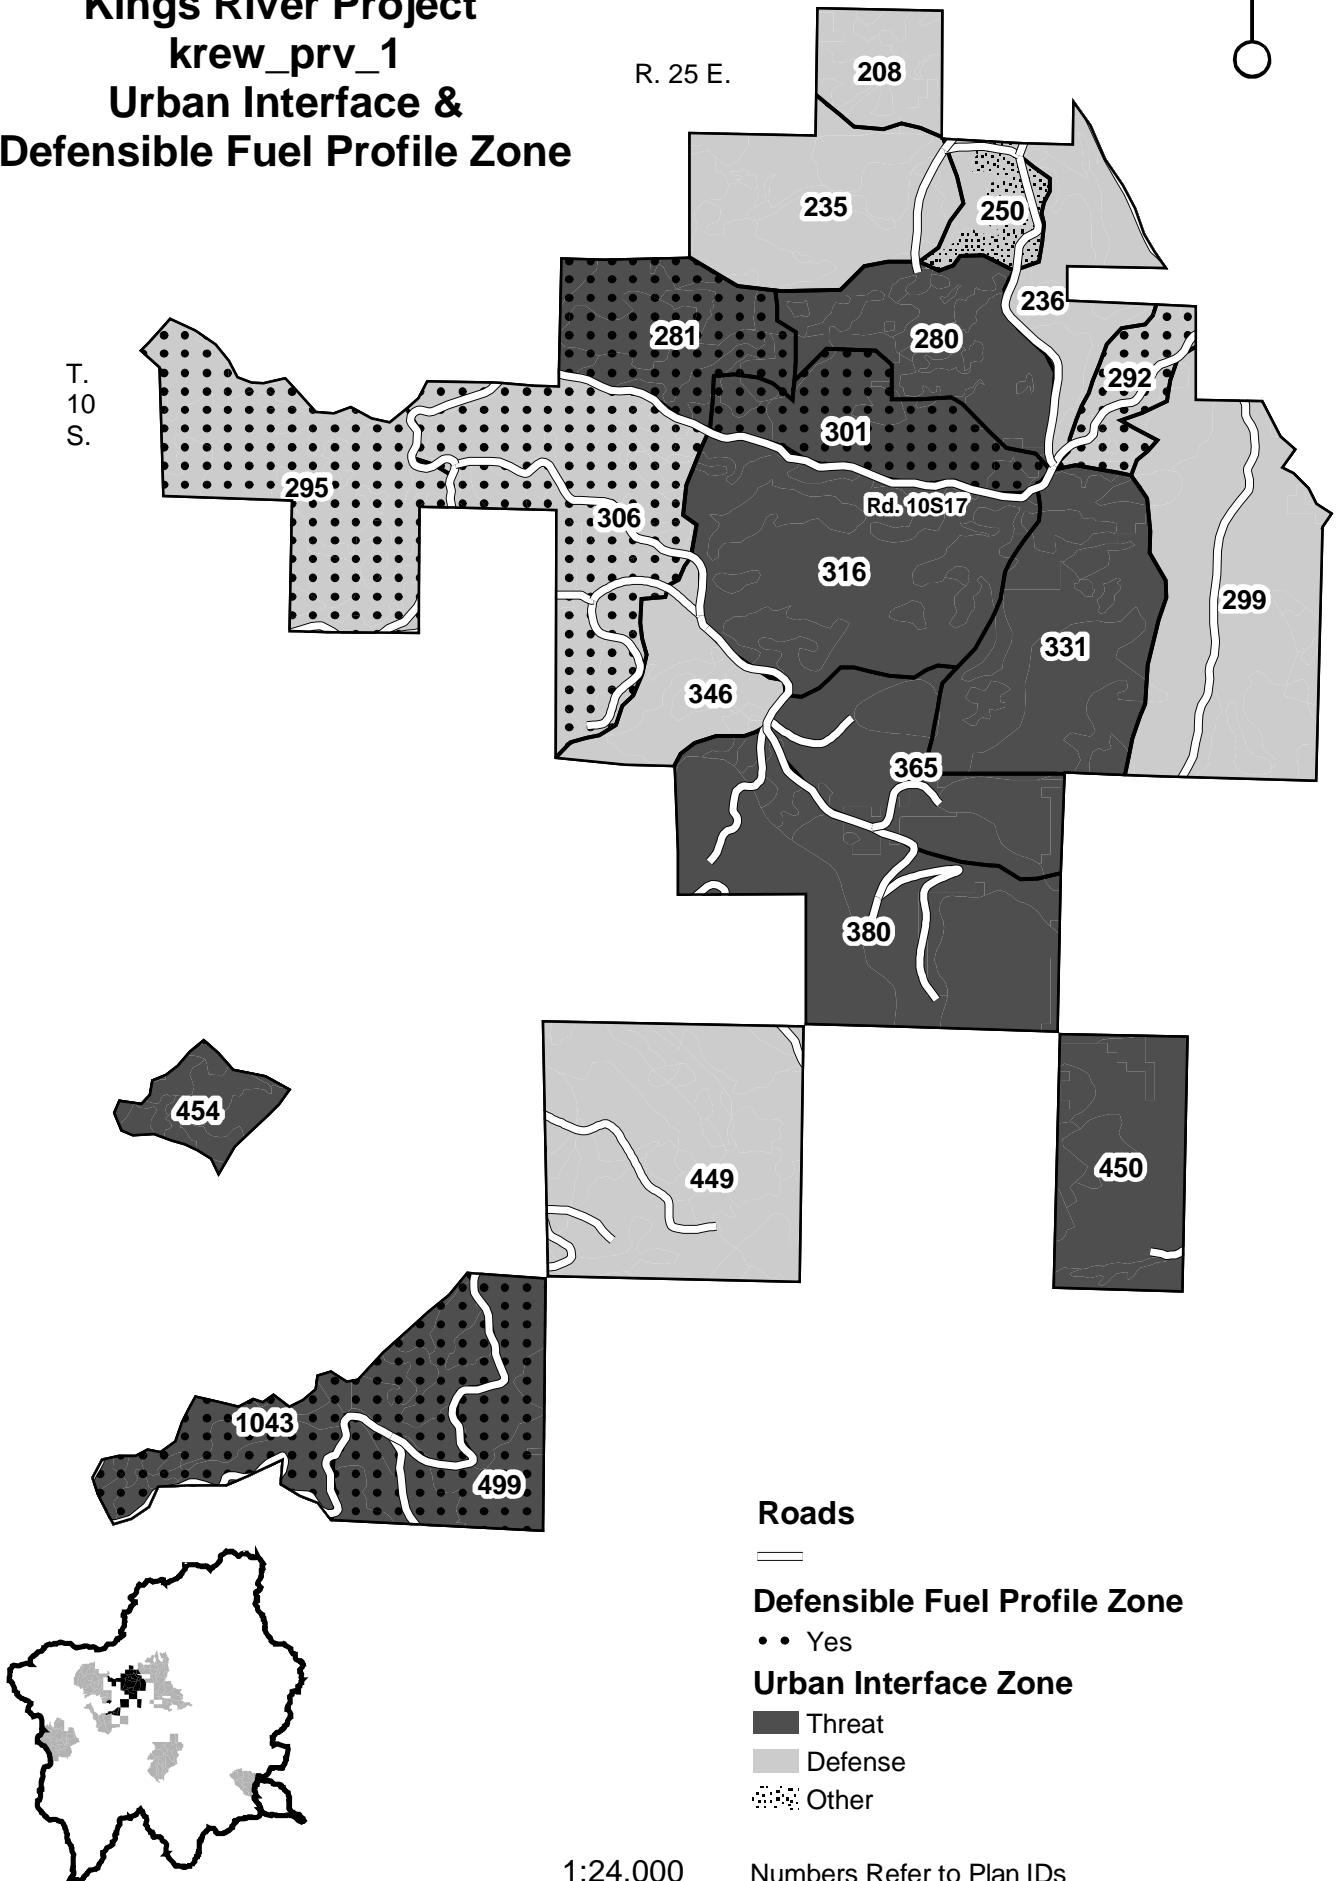 Kings River Project
krew_prv_1
Urban Interface &
Defensible Fuel Profile Zone
R. 25 E.
T.
10
S.
208
235
250
236
281
280
292
301
295
306
Rd. 10S17
316
299
331
346
365
380
454
449
450
1043
499
Roads
Defensible Fuel Profile Zone
Yes
Urban Interface Zone
Threat
Defense
Other
1:24,000
Numbers Refer to Plan IDs